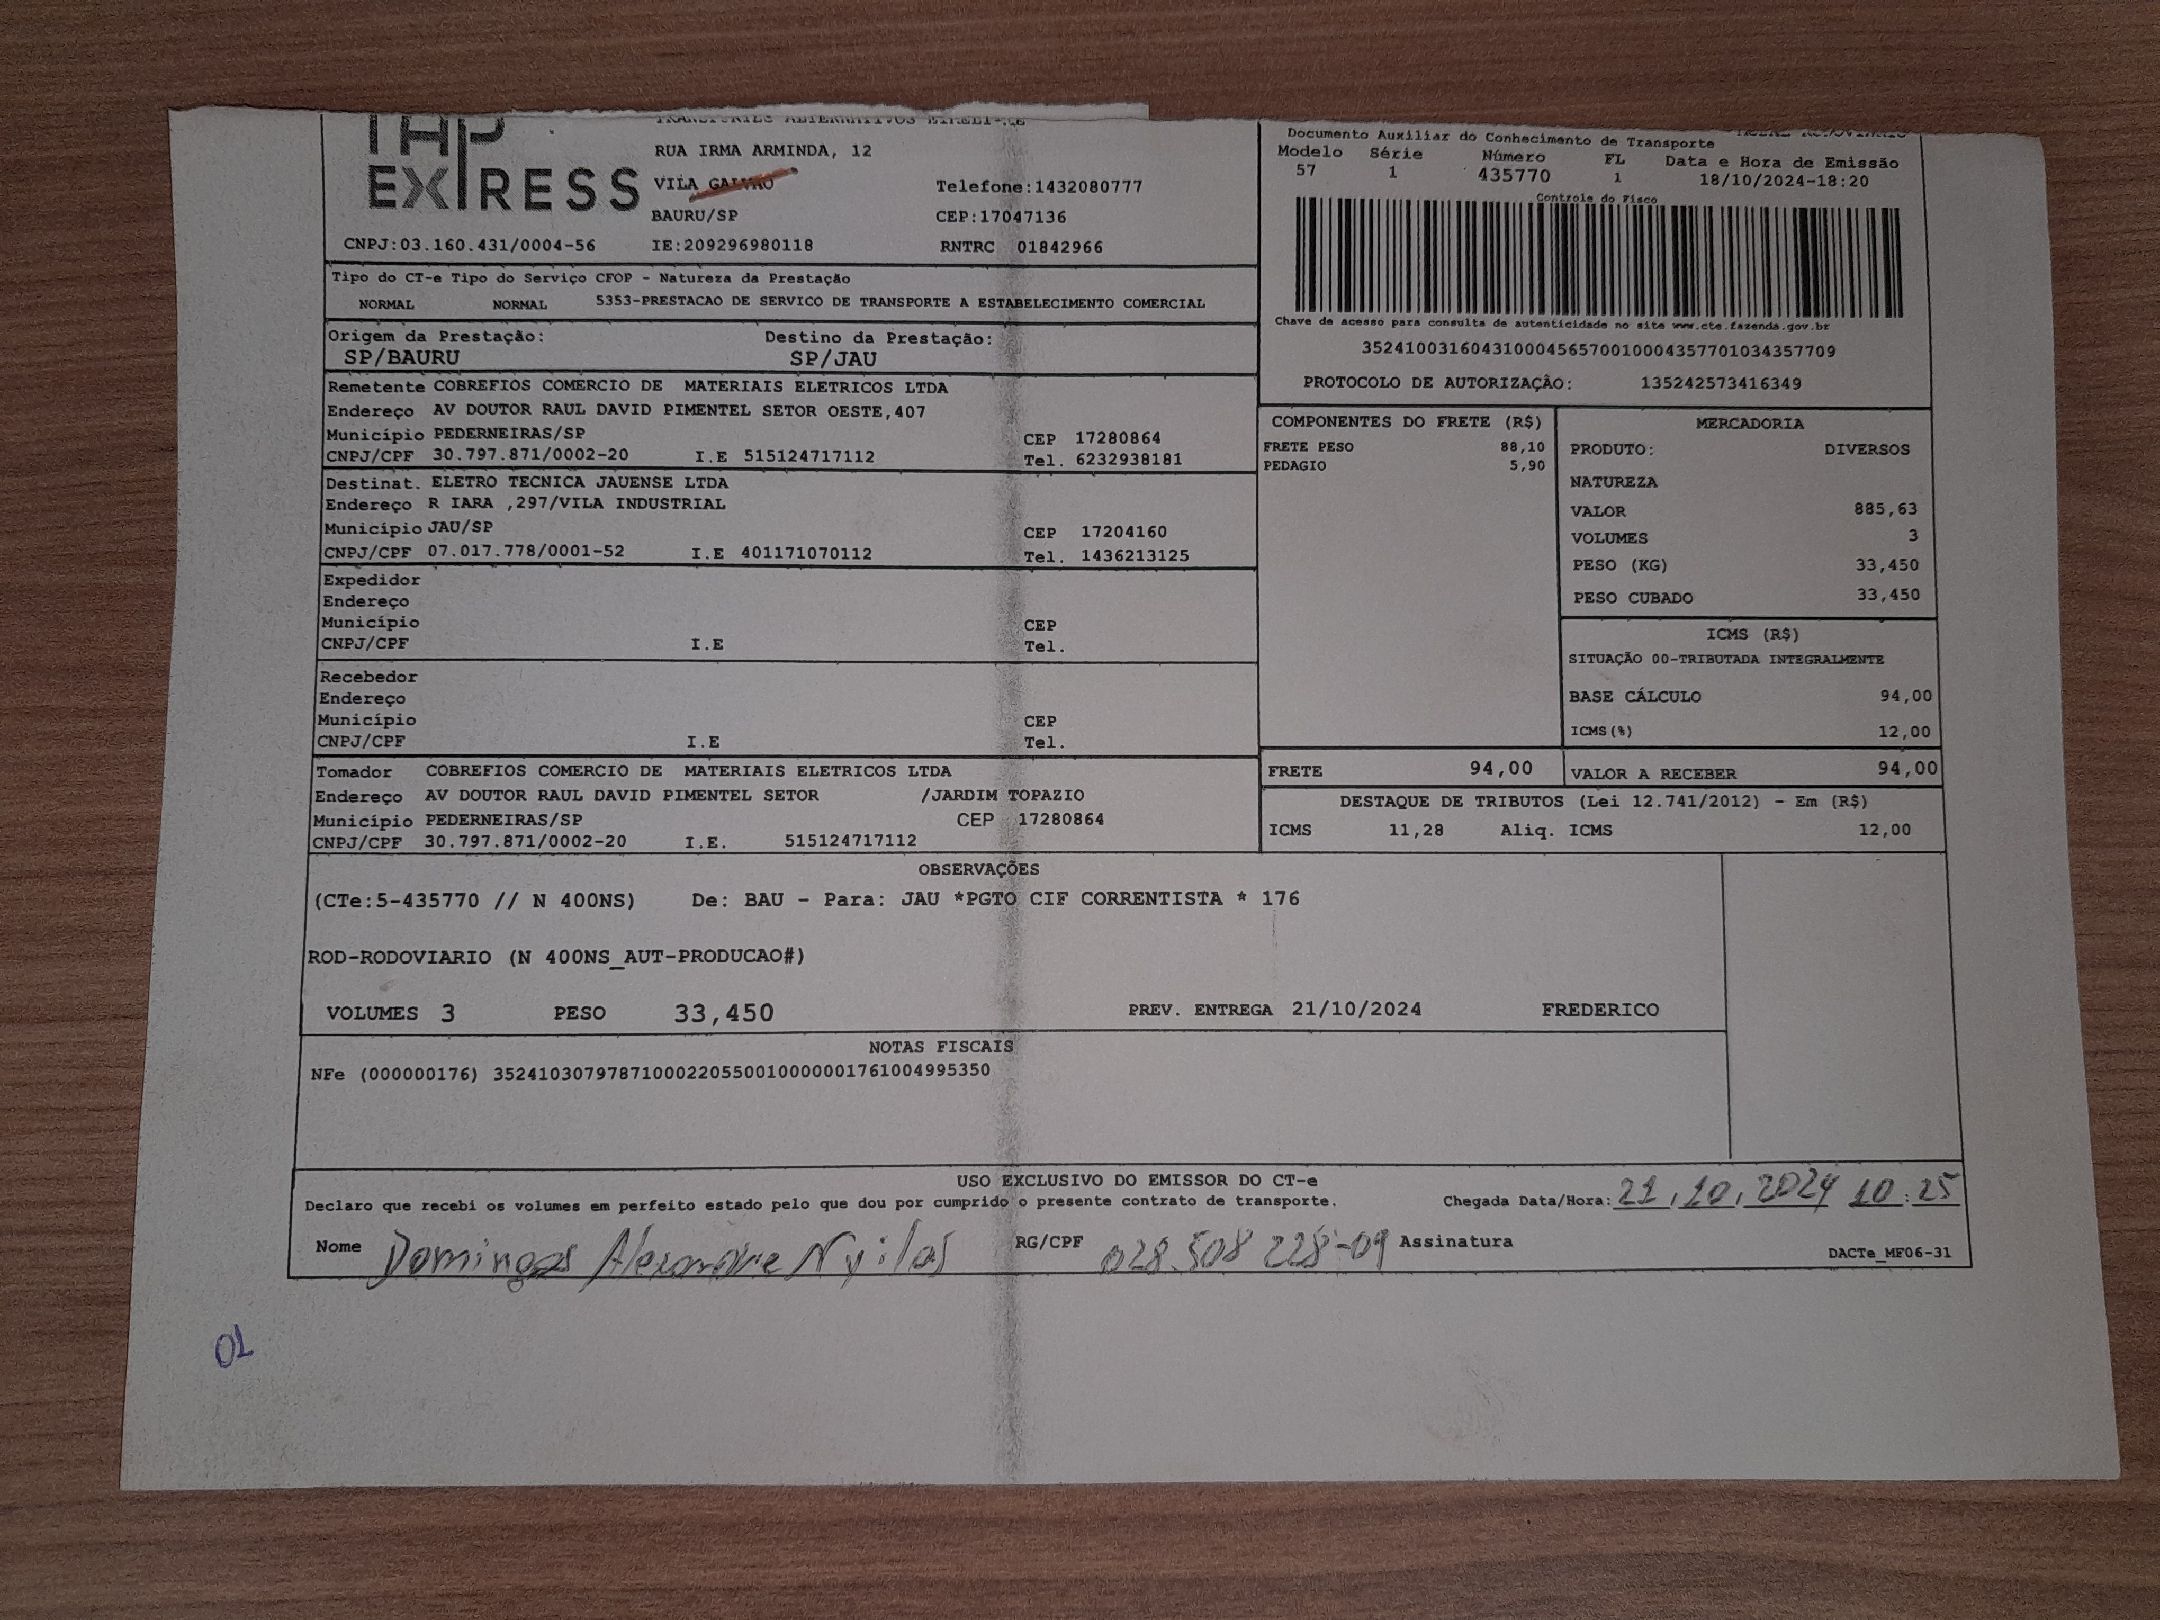 TAP
EXPRESS
TRANSPORTES ALTERNATIVOS EIRELI
RUA IRMA ARMINDA, 12
VILA GALVAO
Telefone:1432080777
BAURU/SP
CEP:17047136
CNPJ:03.160.431/0004-56
IE:209296980118
RNTRC 01842966
Documento Auxiliar do Conhecimento de Transporte
Modelo Série Número FL Data e Hora de Emissão
57 1 435770 1 18/10/2024-18:20
Controle do Fisco
Chave de acesso para consulta de autenticidade no site www.cte.fazenda.gov.br
35241003160431000456570010004357701034357709
PROTOCOLO DE AUTORIZAÇÃO: 135242573416349
Tipo do CT-e Tipo do Serviço CFOP - Natureza da Prestação
NORMAL NORMAL 5353-PRESTACAO DE SERVICO DE TRANSPORTE A ESTABELECIMENTO COMERCIAL
Origem da Prestação: Destino da Prestação:
SP/BAURU SP/JAU
Remetente COBREFIOS COMERCIO DE MATERIAIS ELETRICOS LTDA
Endereço AV DOUTOR RAUL DAVID PIMENTEL SETOR OESTE,407
Município PEDERNEIRAS/SP CEP 17280864
CNPJ/CPF 30.797.871/0002-20 I.E 515124717112 Tel. 6232938181
Destinat. ELETRO TECNICA JAUENSE LTDA
Endereço R IARA ,297/VILA INDUSTRIAL
Município JAU/SP CEP 17204160
CNPJ/CPF 07.017.778/0001-52 I.E 401171070112 Tel. 1436213125
Expedidor
Endereço
Município CEP
CNPJ/CPF I.E Tel.
Recebedor
Endereço
Município CEP
CNPJ/CPF I.E Tel.
Tomador COBREFIOS COMERCIO DE MATERIAIS ELETRICOS LTDA
Endereço AV DOUTOR RAUL DAVID PIMENTEL SETOR /JARDIM TOPAZIO
Município PEDERNEIRAS/SP CEP 17280864
CNPJ/CPF 30.797.871/0002-20 I.E. 515124717112
COMPONENTES DO FRETE (R$)
FRETE PESO 88,10
PEDAGIO 5,90
MERCADORIA
PRODUTO: DIVERSOS
NATUREZA
VALOR 885,63
VOLUMES 3
PESO (KG) 33,450
PESO CUBADO 33,450
ICMS (R$)
SITUAÇÃO 00-TRIBUTADA INTEGRALMENTE
BASE CÁLCULO 94,00
ICMS(%) 12,00
FRETE 94,00 VALOR A RECEBER 94,00
DESTAQUE DE TRIBUTOS (Lei 12.741/2012) - Em (R$)
ICMS 11,28 Aliq. ICMS 12,00
OBSERVAÇÕES
(CTe:5-435770 // N 400NS) De: BAU - Para: JAU *PGTO CIF CORRENTISTA * 176
ROD-RODOVIARIO (N 400NS_AUT-PRODUCAO#)
VOLUMES 3 PESO 33,450 PREV. ENTREGA 21/10/2024 FREDERICO
NOTAS FISCAIS
NFe (000000176) 35241030797871000220550010000001761004995350
USO EXCLUSIVO DO EMISSOR DO CT-e
Declaro que recebi os volumes em perfeito estado pelo que dou por cumprido o presente contrato de transporte. Chegada Data/Hora: 21,10,2024 10:25
Nome Domingos Alexandre RG/CPF 028.508 228-09 Assinatura
DACTe_MF06-31
01